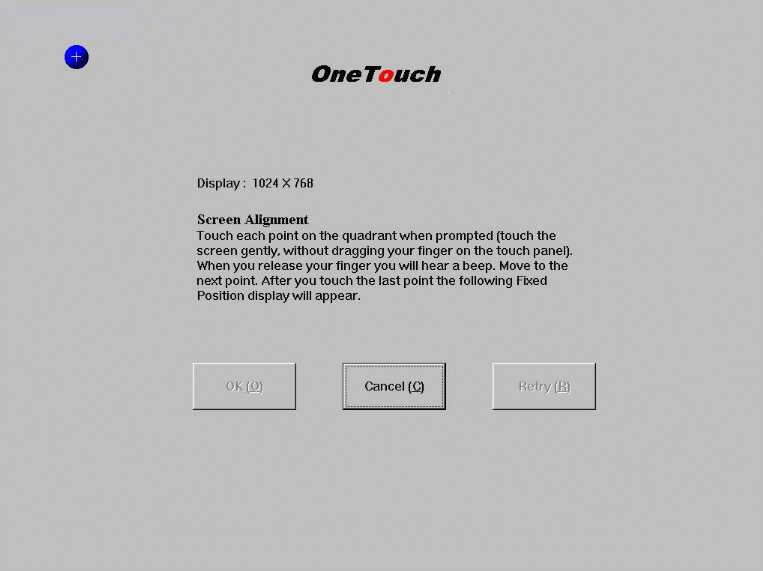 OneTouch
Display : 1024 × 768
Screen Alignment
Touch each point on the quadrant when prompted (touch the
screen gently, without dragging your finger on the touch panel).
When you release your finger you will hear a beep. Move to the
next point. After you touch the last point the following Fixed
Position display will appear.
OK (O)
Cancel (C)
Retry (R)